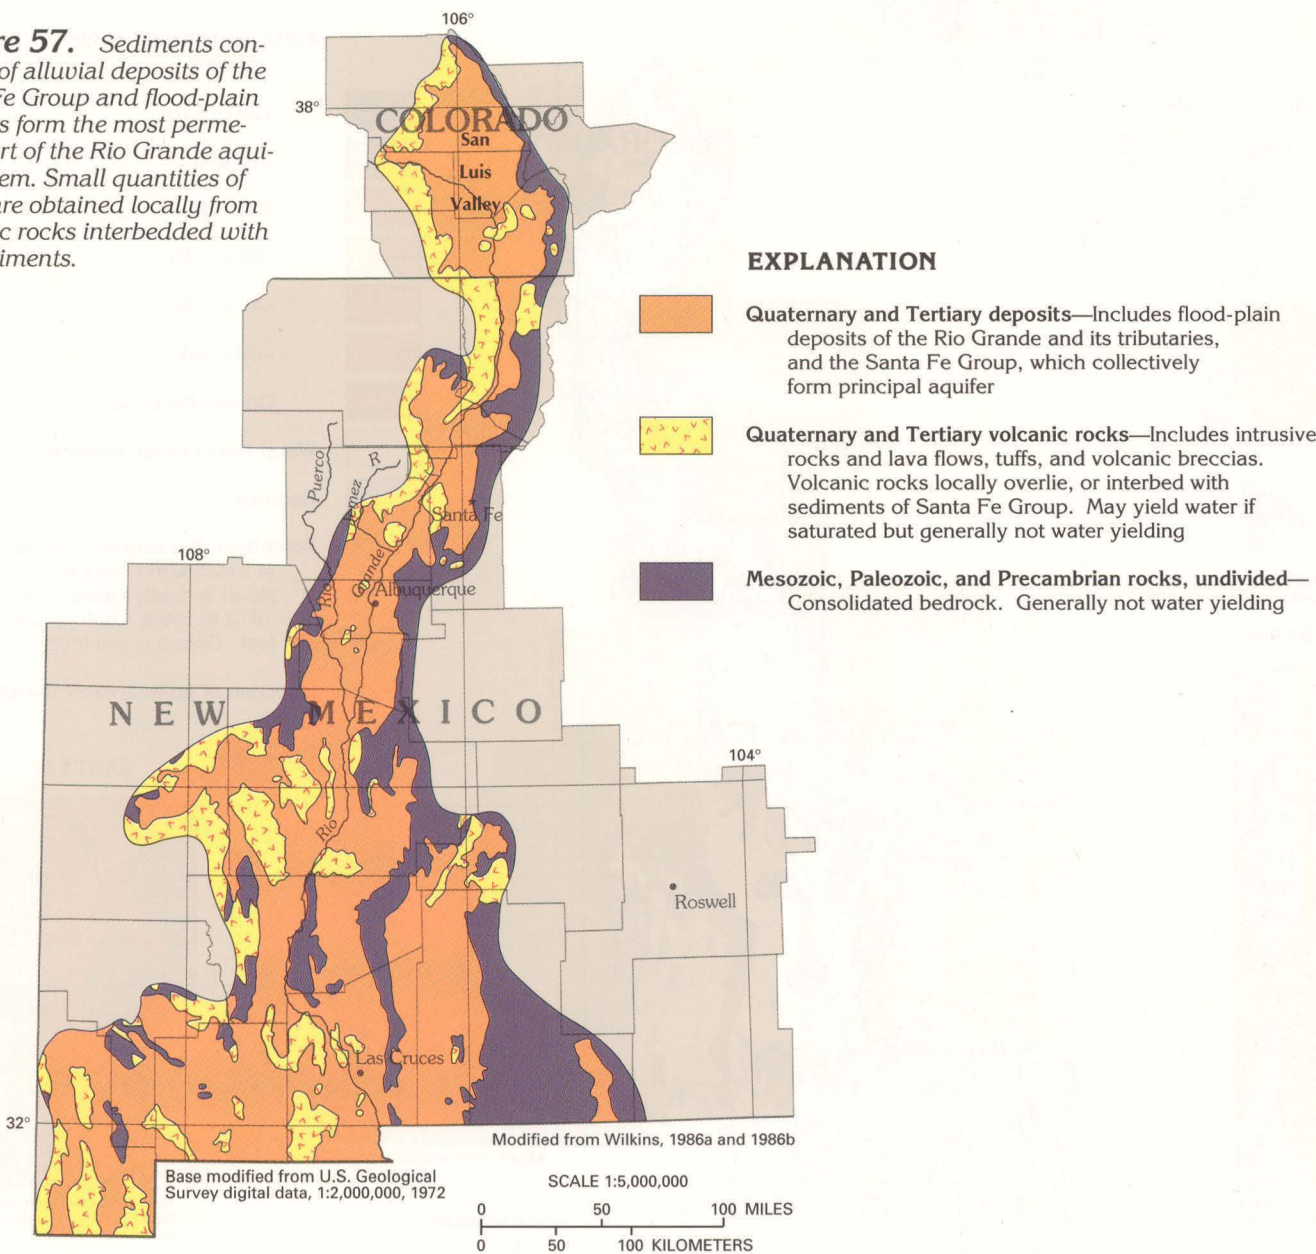 re 57. Sediments con-
of alluvial deposits of the
Fe Group and flood-plain
s form the most perme-
rt of the Rio Grande aqui-
em. Small quantities of
are obtained locally from
ic rocks interbedded with
iments.
106°
38°
COLORADO
San
Luis
Valley
EXPLANATION
Quaternary and Tertiary deposits—Includes flood-plain
deposits of the Rio Grande and its tributaries,
and the Santa Fe Group, which collectively
form principal aquifer
Quaternary and Tertiary volcanic rocks—Includes intrusive
rocks and lava flows, tuffs, and volcanic breccias.
Volcanic rocks locally overlie, or interbed with
sediments of Santa Fe Group. May yield water if
saturated but generally not water yielding
Mesozoic, Paleozoic, and Precambrian rocks, undivided—
Consolidated bedrock. Generally not water yielding
Puerco
Jemez
R
Santa Fe
108°
Rio
Grande
Albuquerque
Rio
NEW MEXICO
104°
Rio
Roswell
Las Cruces
32°
Modified from Wilkins, 1986a and 1986b
Base modified from U.S. Geological
Survey digital data, 1:2,000,000, 1972
SCALE 1:5,000,000
0 50 100 MILES
0 50 100 KILOMETERS